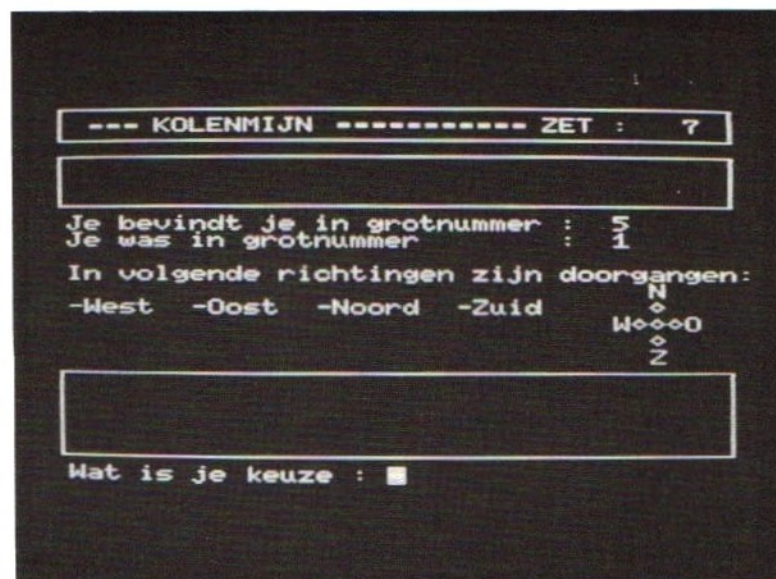 --- KOLENMIJN ----------- ZET : 7
Je bevindt je in grotnummer : 5
Je was in grotnummer : 1
In volgende richtingen zijn doorgangen:
-West -Oost -Noord -Zuid
N
W◇◇◇O
Z
Wat is je keuze :